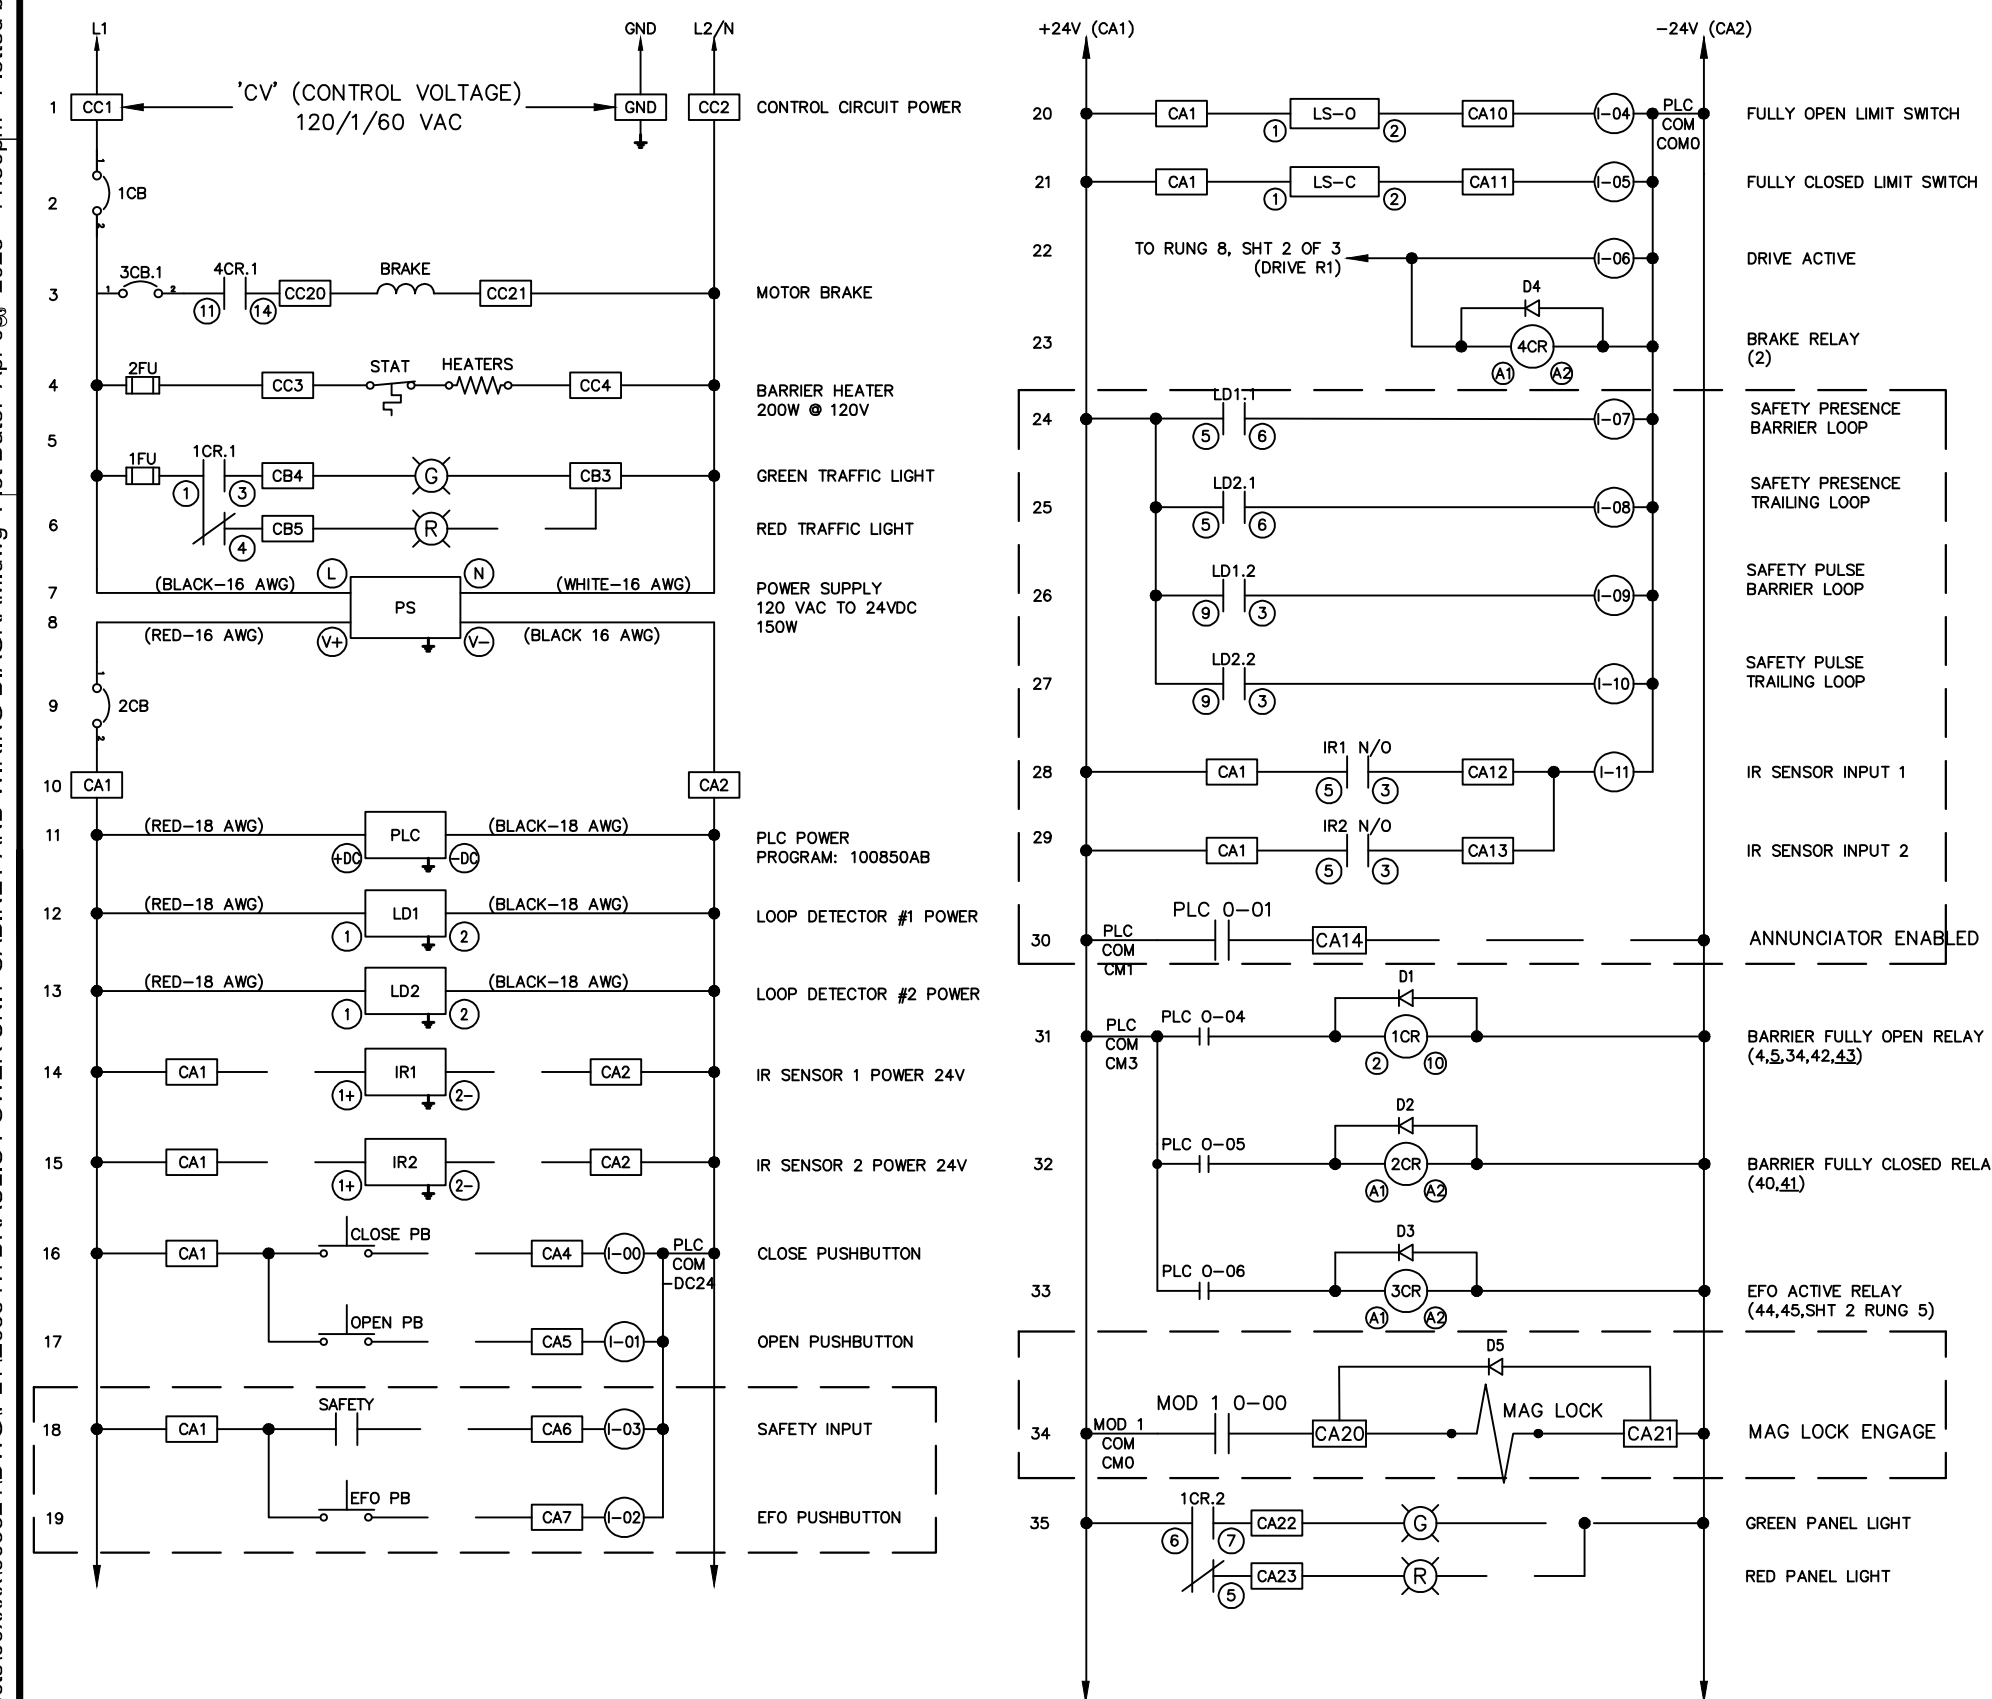 L1
GND
L2/N
1
CC1
'CV' (CONTROL VOLTAGE)
120/1/60 VAC
GND
CC2
CONTROL CIRCUIT POWER
1
2
1CB
2
3
3CB.1
1
2
4CR.1
11
14
CC20
BRAKE
CC21
MOTOR BRAKE
4
2FU
CC3
STAT
HEATERS
CC4
BARRIER HEATER
200W @ 120V
5
1FU
1CR.1
1
3
CB4
G
CB3
GREEN TRAFFIC LIGHT
6
4
CB5
R
RED TRAFFIC LIGHT
7
(BLACK-16 AWG)
L
PS
N
(WHITE-16 AWG)
POWER SUPPLY
120 VAC TO 24VDC
150W
8
(RED-16 AWG)
V+
V-
(BLACK 16 AWG)
1
9
2CB
2
10
CA1
CA2
11
(RED-18 AWG)
+DC
PLC
-DC
(BLACK-18 AWG)
PLC POWER
PROGRAM: 100850AB
12
(RED-18 AWG)
1
LD1
2
(BLACK-18 AWG)
LOOP DETECTOR #1 POWER
13
(RED-18 AWG)
1
LD2
2
(BLACK-18 AWG)
LOOP DETECTOR #2 POWER
14
CA1
1+
IR1
2-
CA2
IR SENSOR 1 POWER 24V
15
CA1
1+
IR2
2-
CA2
IR SENSOR 2 POWER 24V
16
CA1
CLOSE PB
CA4
I-00
PLC
COM
-DC24
CLOSE PUSHBUTTON
17
OPEN PB
CA5
I-01
OPEN PUSHBUTTON
18
CA1
SAFETY
CA6
I-03
SAFETY INPUT
19
EFO PB
CA7
I-02
EFO PUSHBUTTON
+24V (CA1)
-24V (CA2)
20
CA1
1
LS-O
2
CA10
I-04
PLC
COM
COM0
FULLY OPEN LIMIT SWITCH
21
CA1
1
LS-C
2
CA11
I-05
FULLY CLOSED LIMIT SWITCH
22
TO RUNG 8, SHT 2 OF 3
(DRIVE R1)
I-06
DRIVE ACTIVE
23
D4
4CR
A1
A2
BRAKE RELAY
(2)
24
LD1.1
5
6
I-07
SAFETY PRESENCE
BARRIER LOOP
25
LD2.1
5
6
I-08
SAFETY PRESENCE
TRAILING LOOP
26
LD1.2
9
3
I-09
SAFETY PULSE
BARRIER LOOP
27
LD2.2
9
3
I-10
SAFETY PULSE
TRAILING LOOP
28
CA1
IR1 N/O
5
3
CA12
I-11
IR SENSOR INPUT 1
29
CA1
IR2 N/O
5
3
CA13
IR SENSOR INPUT 2
30
PLC
COM
CM1
PLC O-01
CA14
ANNUNCIATOR ENABLED
31
PLC
COM
CM3
PLC O-04
D1
1CR
2
10
BARRIER FULLY OPEN RELAY
(4,5,34,42,43)
32
PLC O-05
D2
2CR
A1
A2
BARRIER FULLY CLOSED RELA
(40,41)
33
PLC O-06
D3
3CR
A1
A2
EFO ACTIVE RELAY
(44,45,SHT 2 RUNG 5)
34
MOD 1
COM
CM0
MOD 1 O-00
CA20
D5
MAG LOCK
CA21
MAG LOCK ENGAGE
35
1CR.2
6
7
CA22
G
GREEN PANEL LIGHT
5
CA23
R
RED PANEL LIGHT